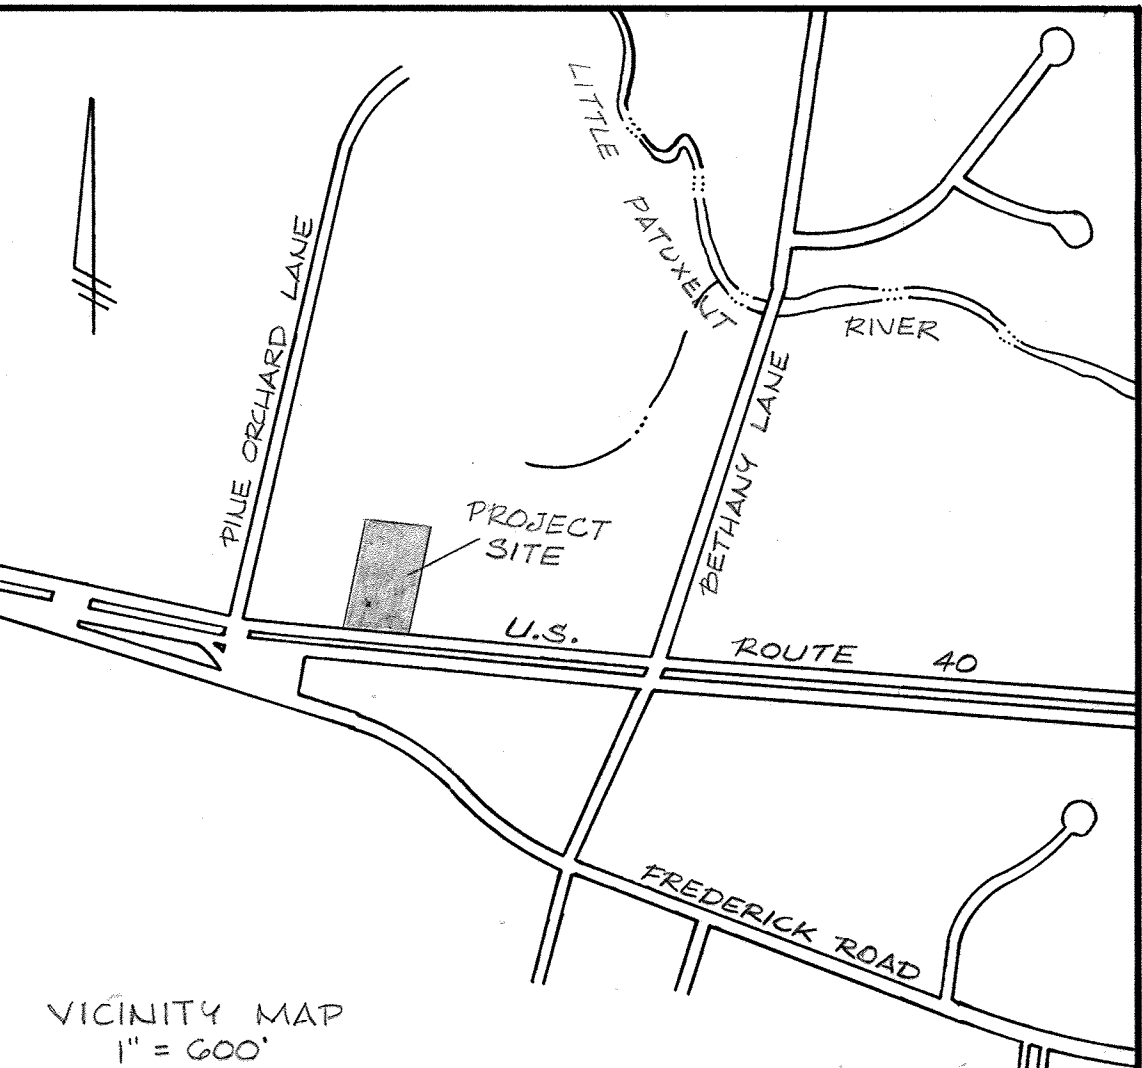 LITTLE
PATUXENT
RIVER
PINE ORCHARD LANE
BETHANY LANE
PROJECT
SITE
U.S. ROUTE 40
FREDERICK ROAD
VICINITY MAP
1" = 600'